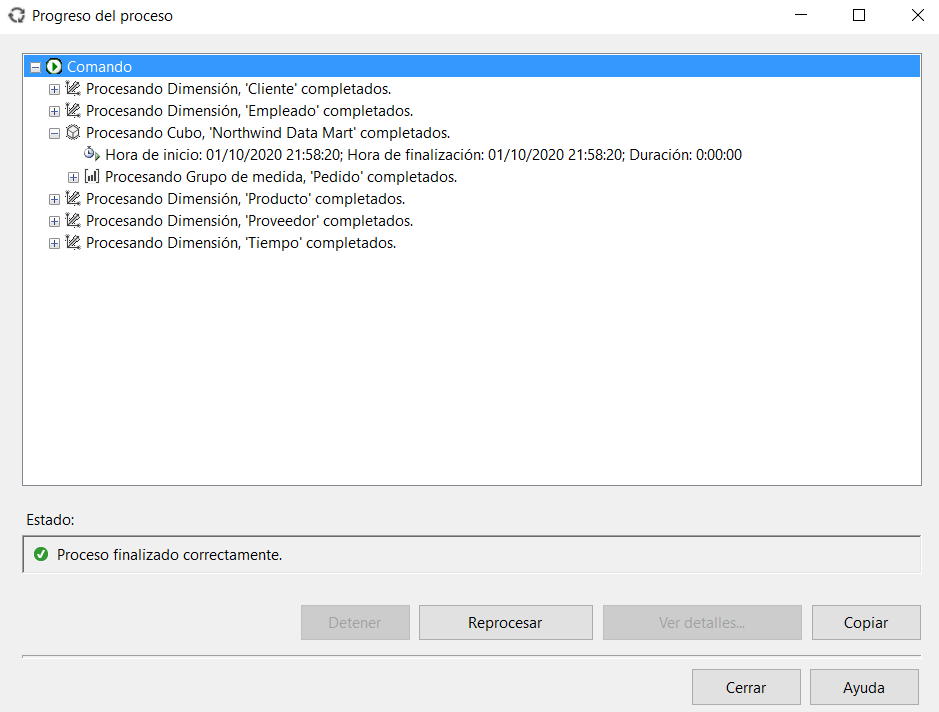 Progreso del proceso
Comando
Procesando Dimensión, 'Cliente' completados.
Procesando Dimensión, 'Empleado' completados.
Procesando Cubo, 'Northwind Data Mart' completados.
Hora de inicio: 01/10/2020 21:58:20; Hora de finalización: 01/10/2020 21:58:20; Duración: 0:00:00
Procesando Grupo de medida, 'Pedido' completados.
Procesando Dimensión, 'Producto' completados.
Procesando Dimensión, 'Proveedor' completados.
Procesando Dimensión, 'Tiempo' completados.
Estado:
Proceso finalizado correctamente.
Detener Reprocesar Ver detalles... Copiar
Cerrar Ayuda